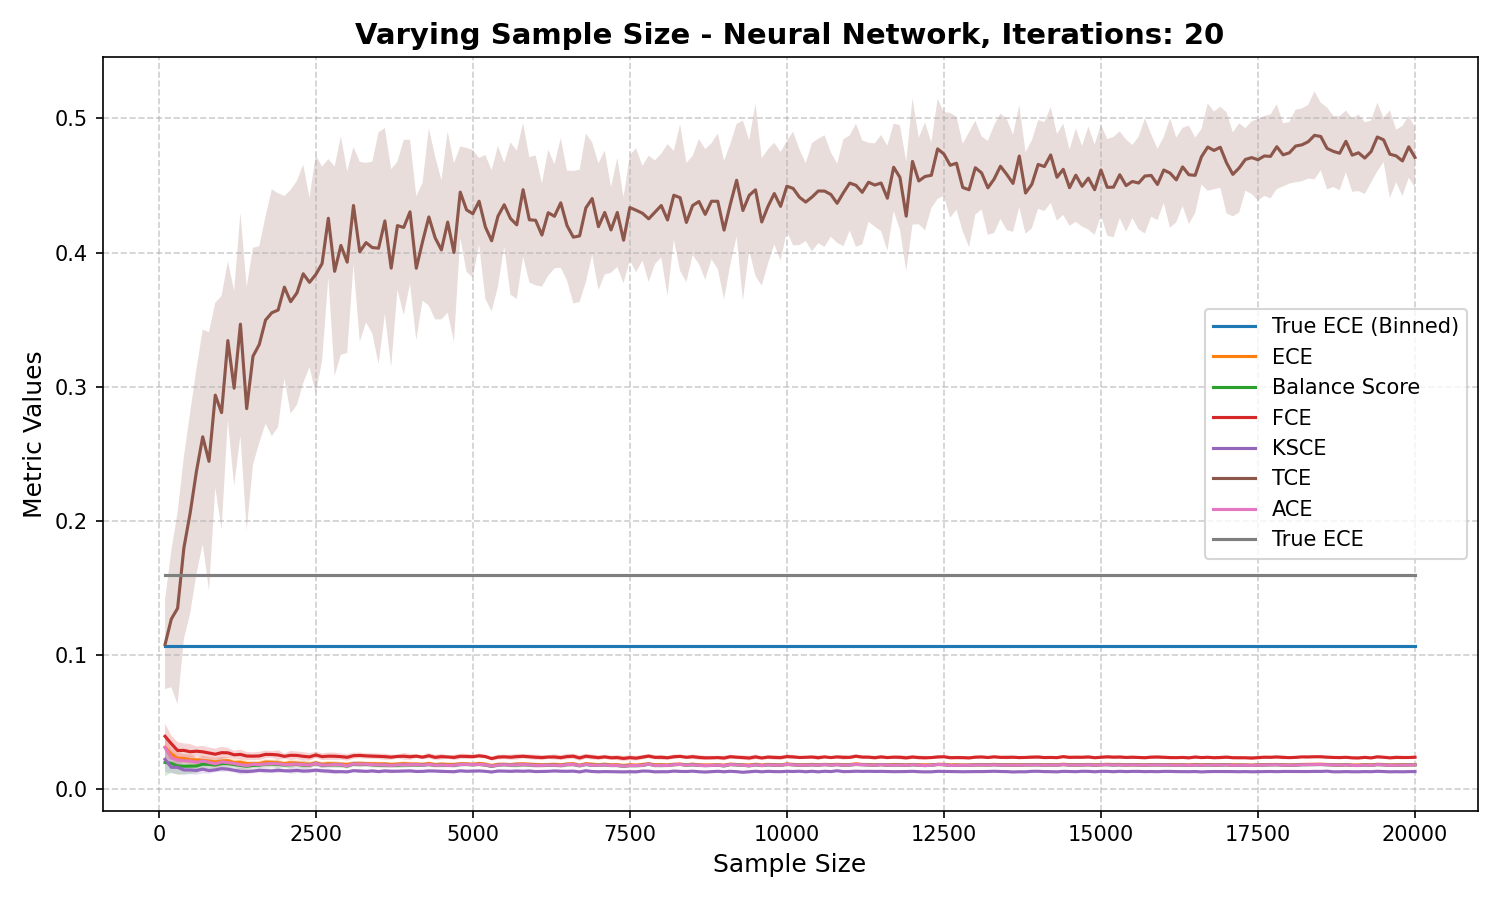 Varying Sample Size - Neural Network, Iterations: 20
Metric Values
0.5
0.4
0.3
0.2
0.1
0.0
True ECE (Binned)
ECE
Balance Score
FCE
KSCE
TCE
ACE
True ECE
0 2500 5000 7500 10000 12500 15000 17500 20000
Sample Size